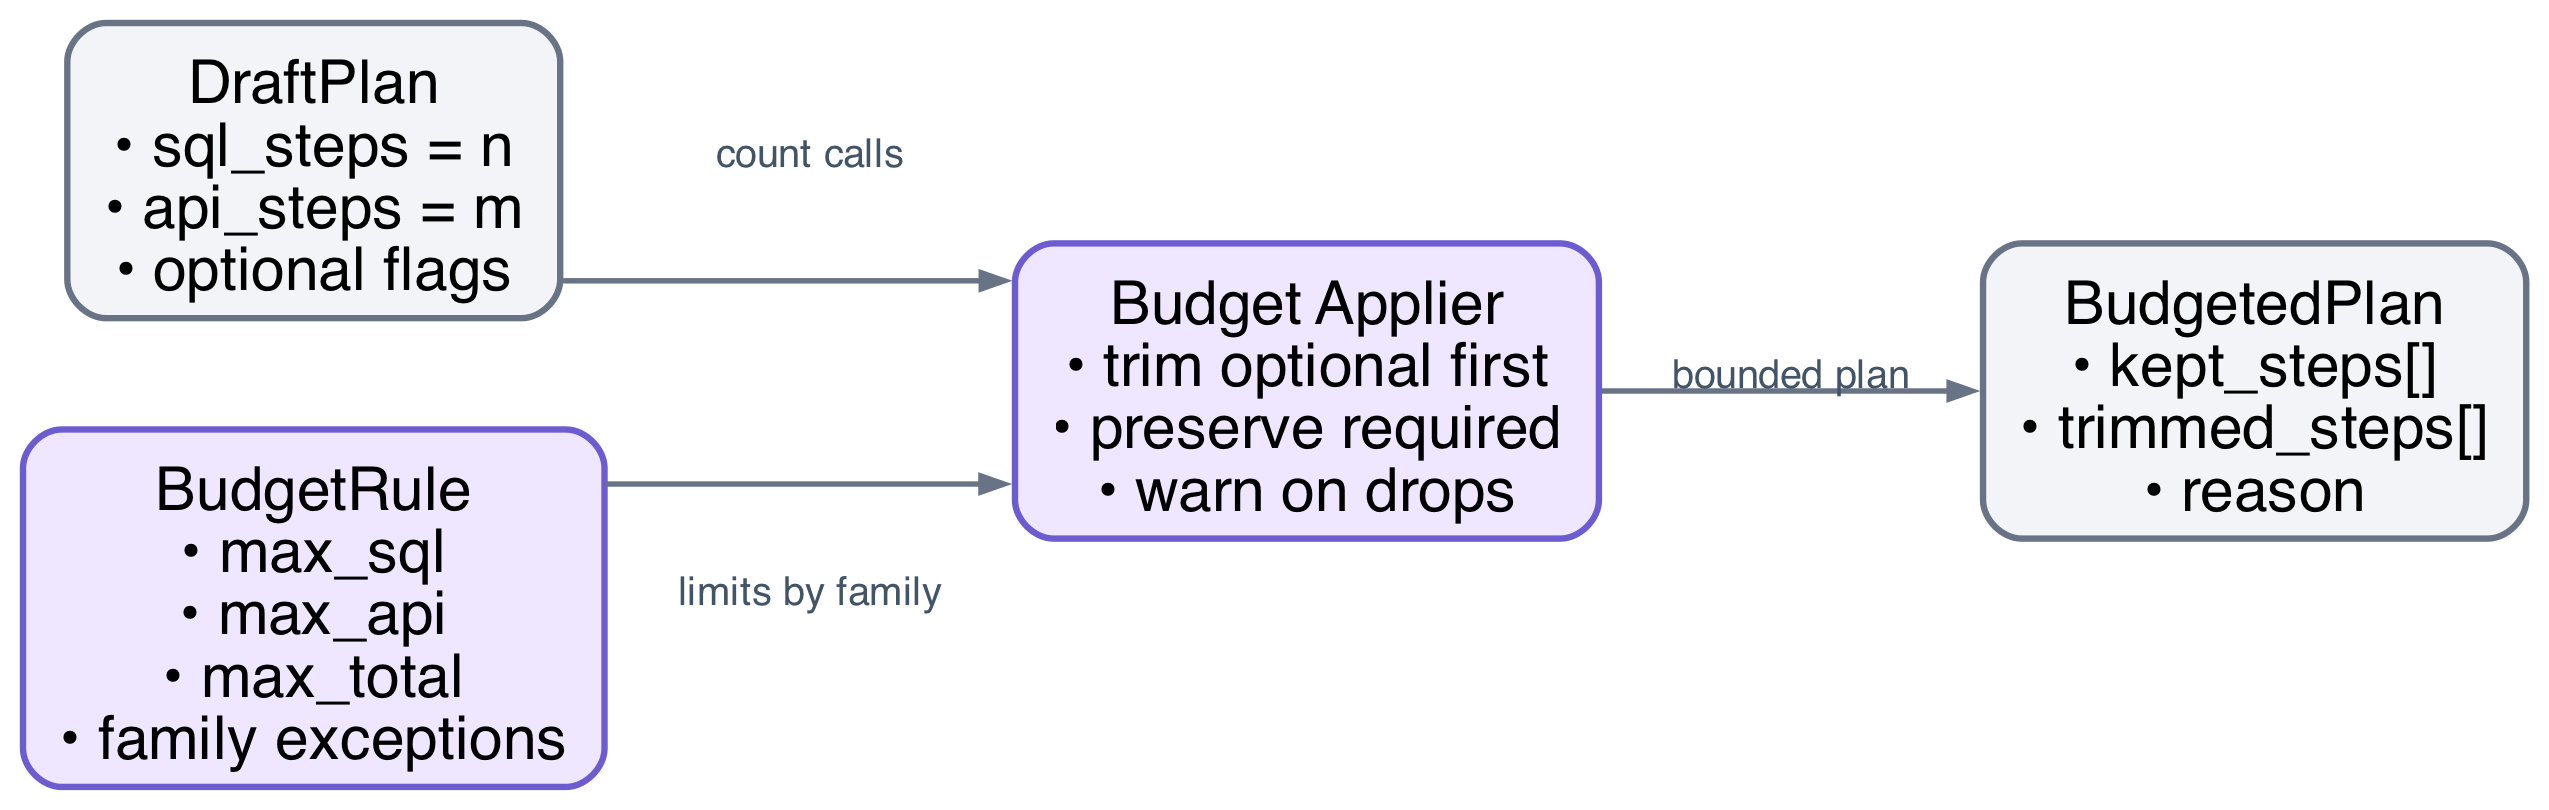 DraftPlan
• sql_steps = n
• api_steps = m
• optional flags
count calls
BudgetRule
• max_sql
• max_api
• max_total
• family exceptions
limits by family
Budget Applier
• trim optional first
• preserve required
• warn on drops
bounded plan
BudgetedPlan
• kept_steps[]
• trimmed_steps[]
• reason